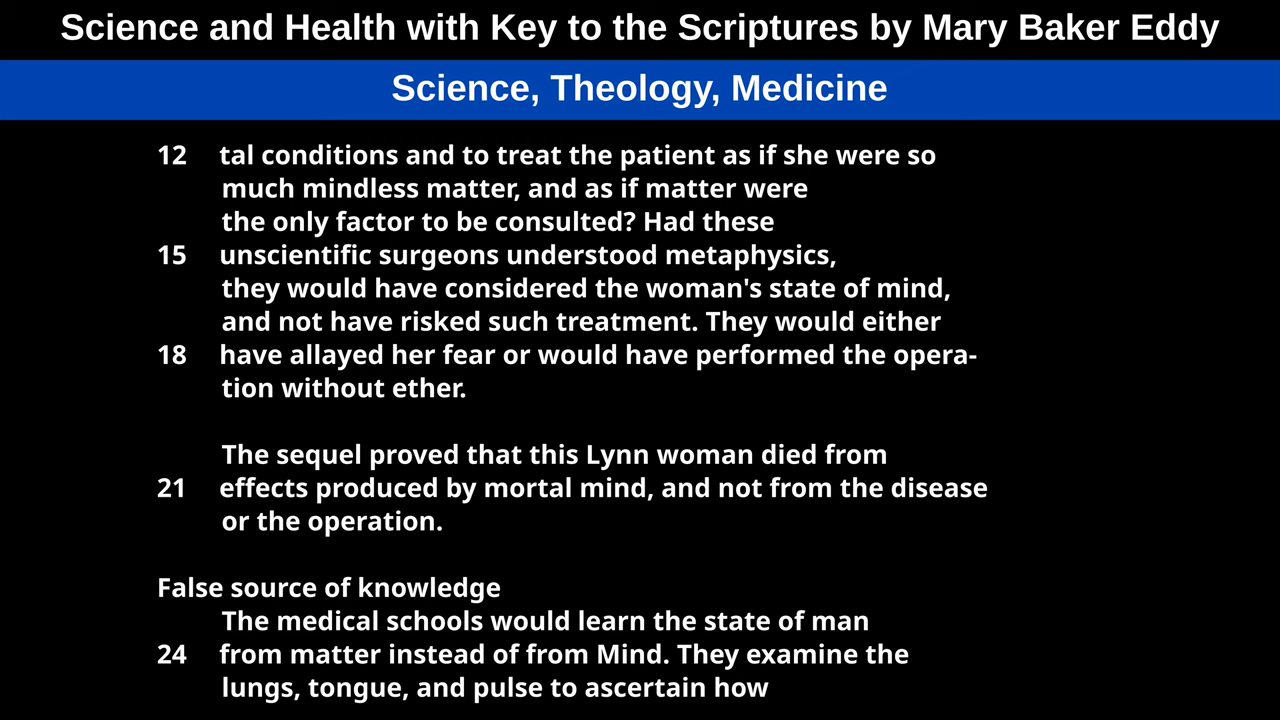 Science and Health with Key to the Scriptures by Mary Baker Eddy
Science, Theology, Medicine
12 tal conditions and to treat the patient as if she were so
much mindless matter, and as if matter were
the only factor to be consulted? Had these
15 unscientific surgeons understood metaphysics,
they would have considered the woman's state of mind,
and not have risked such treatment. They would either
18 have allayed her fear or would have performed the opera-
tion without ether.
The sequel proved that this Lynn woman died from
21 effects produced by mortal mind, and not from the disease
or the operation.
False source of knowledge
The medical schools would learn the state of man
24 from matter instead of from Mind. They examine the
lungs, tongue, and pulse to ascertain how